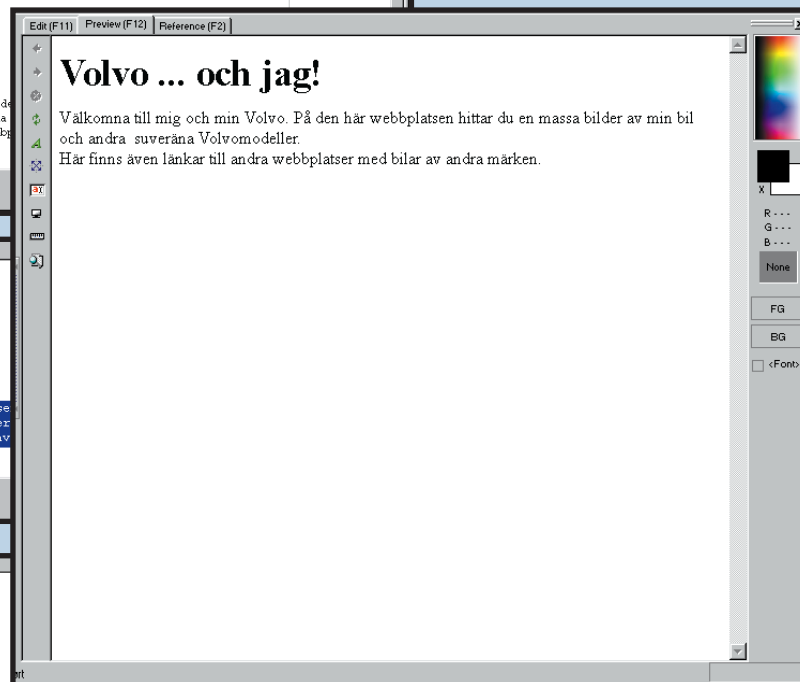 Edit (F11) Preview (F12) Reference (F2)
Volvo ... och jag!
Välkomna till mig och min Volvo. På den här webbplatsen hittar du en massa bilder av min bil
och andra suveräna Volvomodeller.
Här finns även länkar till andra webbplatser med bilar av andra märken.
X
R - - -
G - - -
B - - -
None
FG
BG
<Font>